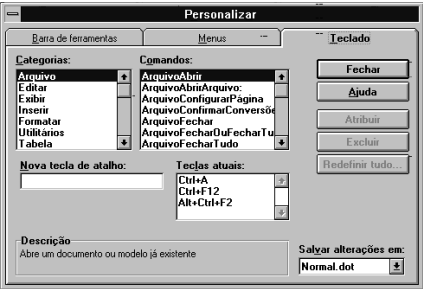 Personalizar
Barra de ferramentas
Menus
Teclado
Categorias:
Arquivo
Editar
Exibir
Inserir
Formatar
Utilitários
Tabela
Comandos:
ArquivoAbrir
ArquivoAbrirArquivo:
ArquivoConfigurarPágina
ArquivoConfirmarConversõe
ArquivoFechar
ArquivoFecharOuFecharTu
ArquivoFecharTudo
Fechar
Ajuda
Atribuir
Excluir
Redefinir tudo...
Nova tecla de atalho:
Teclas atuais:
Ctrl+A
Ctrl+F12
Alt+Ctrl+F2
Descrição
Abre um documento ou modelo já existente
Salvar alterações em:
Normal.dot